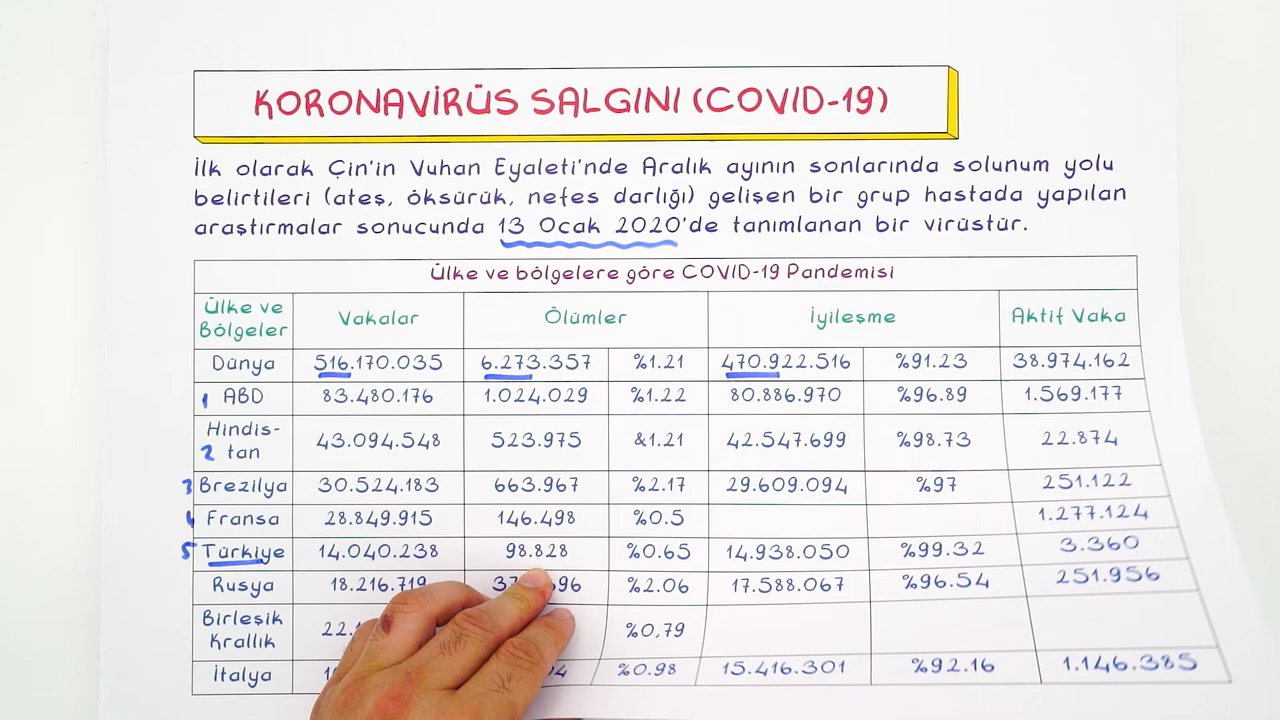 KORONAVİRÜS SALGINI (COVID-19)
İlk olarak Çin'in Vuhan Eyaleti'nde Aralık ayının sonlarında solunum yolu
belirtileri (ateş, öksürük, nefes darlığı) gelişen bir grup hastada yapılan
araştırmalar sonucunda 13 Ocak 2020'de tanımlanan bir virüstür.
Ülke ve bölgelere göre COVID-19 Pandemisi
Ülke ve Bölgeler Vakalar Ölümler İyileşme Aktif Vaka
Dünya 516.170.035 6.273.357 %1.21 470.922.516 %91.23 38.974.162
1 ABD 83.480.176 1.024.029 %1.22 80.886.970 %96.89 1.569.177
Hindis-
2 tan 43.094.548 523.975 &1.21 42.547.699 %98.73 22.874
3 Brezilya 30.524.183 663.967 %2.17 29.609.094 %97 251.122
4 Fransa 28.849.915 146.498 %0.5 1.277.124
5 Türkiye 14.040.238 98.828 %0.65 14.938.050 %99.32 3.360
Rusya 18.216.719 %2.06 17.588.067 %96.54 251.956
Birleşik
Krallık %0,79
İtalya %0.98 15.416.301 %92.16 1.146.385